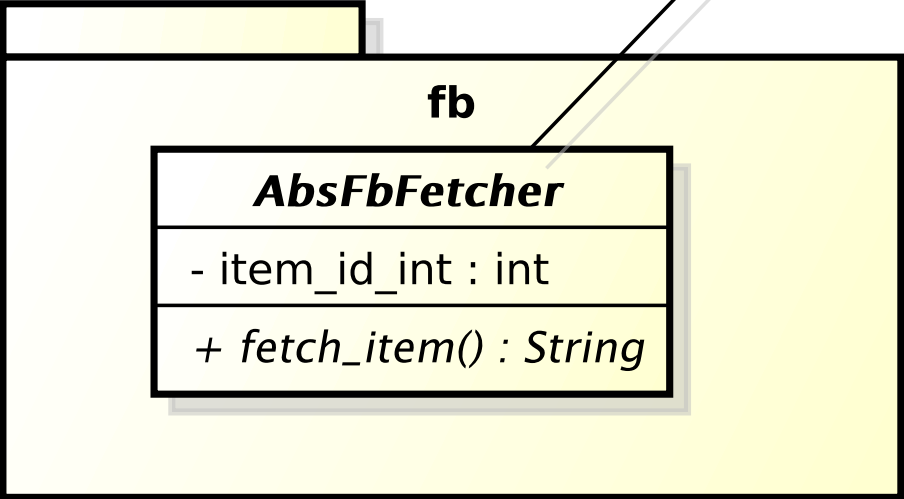 fb
AbsFbFetcher
- item_id_int : int
+ fetch_item() : String